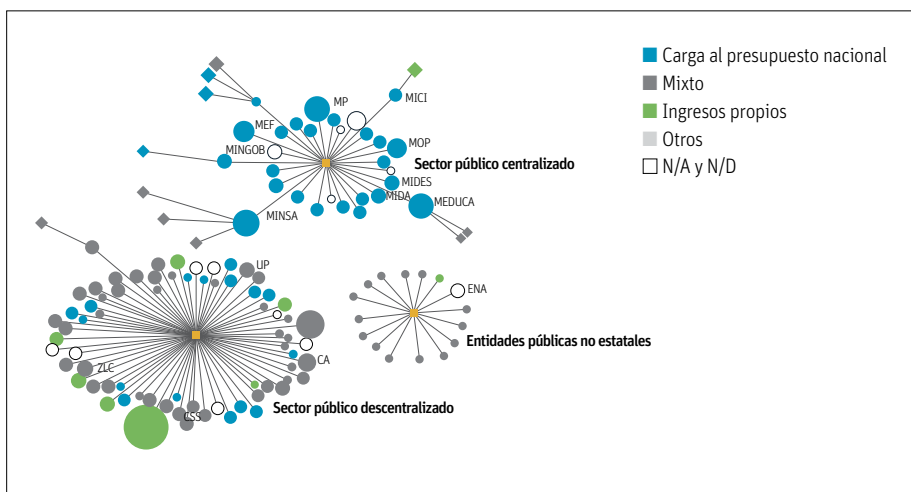 Carga al presupuesto nacional
Mixto
Ingresos propios
Otros
N/A y N/D
MICI
MP
MEF
MOP
MINGOB
Sector público centralizado
MIDES
MIDA
MEDUCA
MINSA
UP
ENA
Entidades públicas no estatales
CA
ZLC
CSS
Sector público descentralizado